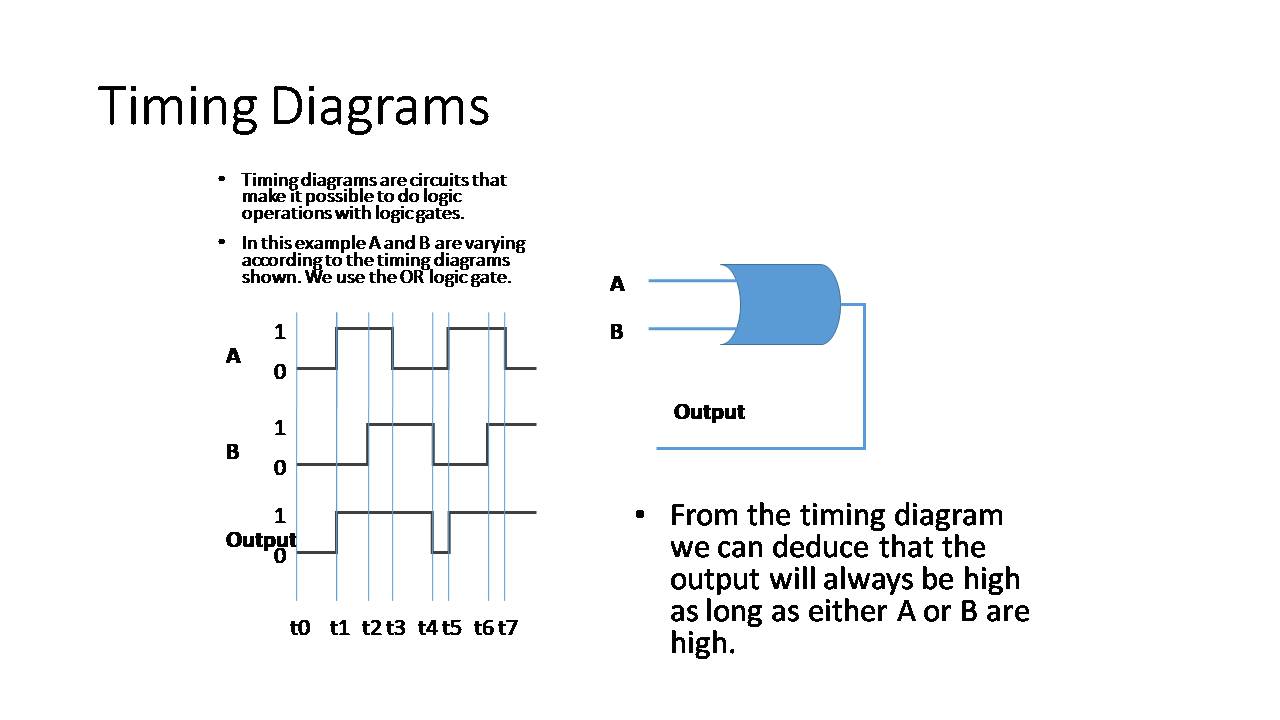 Timing Diagrams
• Timing diagrams are circuits that
make it possible to do logic
operations with logic gates.
• In this example A and B are varying
according to the timing diagrams
shown. We use the OR logic gate.
A
B
Output
1
A
0
1
B
0
1
Output
0
t0 t1 t2 t3 t4 t5 t6 t7
• From the timing diagram
we can deduce that the
output will always be high
as long as either A or B are
high.